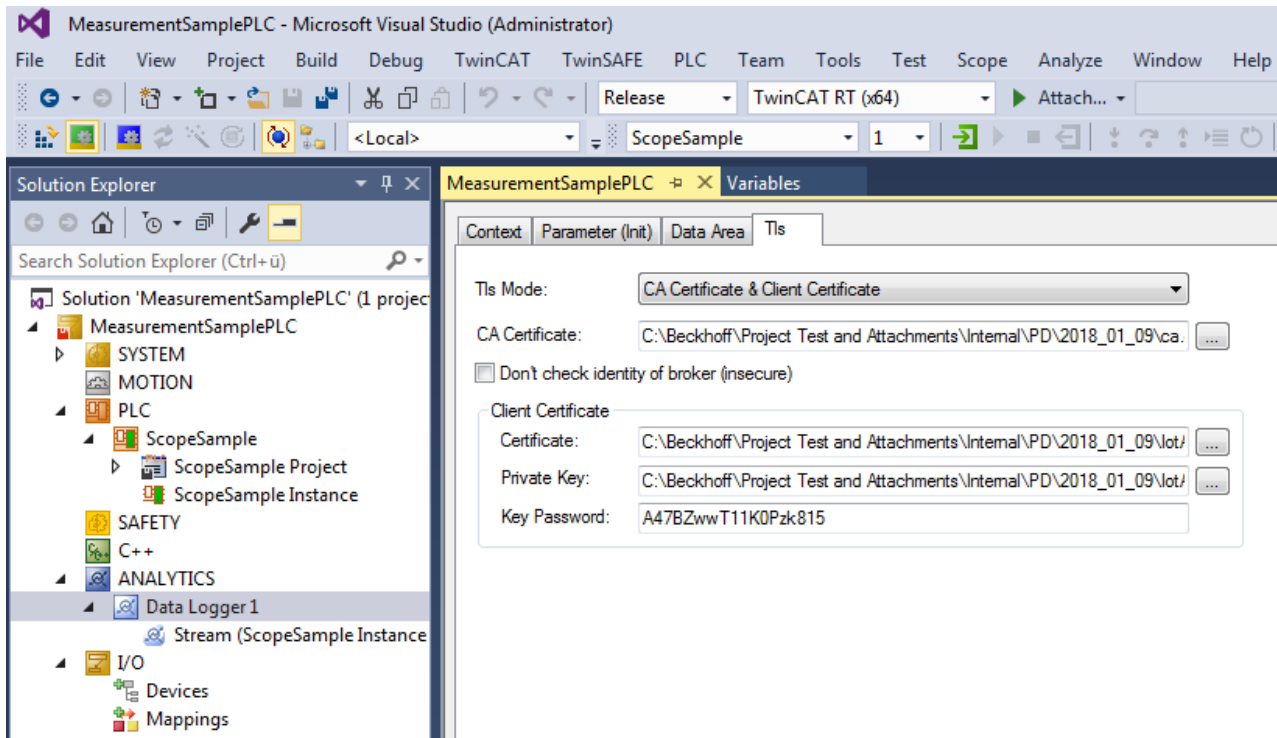 MeasurementSamplePLC - Microsoft Visual Studio (Administrator)
File Edit View Project Build Debug TwinCAT TwinSAFE PLC Team Tools Test Scope Analyze Window Help
Release TwinCAT RT (x64) Attach...
<Local> ScopeSample 1
Solution Explorer
Search Solution Explorer (Ctrl+ü)
Solution 'MeasurementSamplePLC' (1 projec
MeasurementSamplePLC
SYSTEM
MOTION
PLC
ScopeSample
ScopeSample Project
ScopeSample Instance
SAFETY
C++
ANALYTICS
Data Logger 1
Stream (ScopeSample Instance
I/O
Devices
Mappings
MeasurementSamplePLC Variables
Context Parameter (Init) Data Area Tls
Tls Mode: CA Certificate & Client Certificate
CA Certificate: C:\Beckhoff\Project Test and Attachments\Internal\PD\2018_01_09\ca. ...
Don't check identity of broker (insecure)
Client Certificate
Certificate: C:\Beckhoff\Project Test and Attachments\Internal\PD\2018_01_09\Iot ...
Private Key: C:\Beckhoff\Project Test and Attachments\Internal\PD\2018_01_09\Iot ...
Key Password: A47BZwwT11K0Pzk815